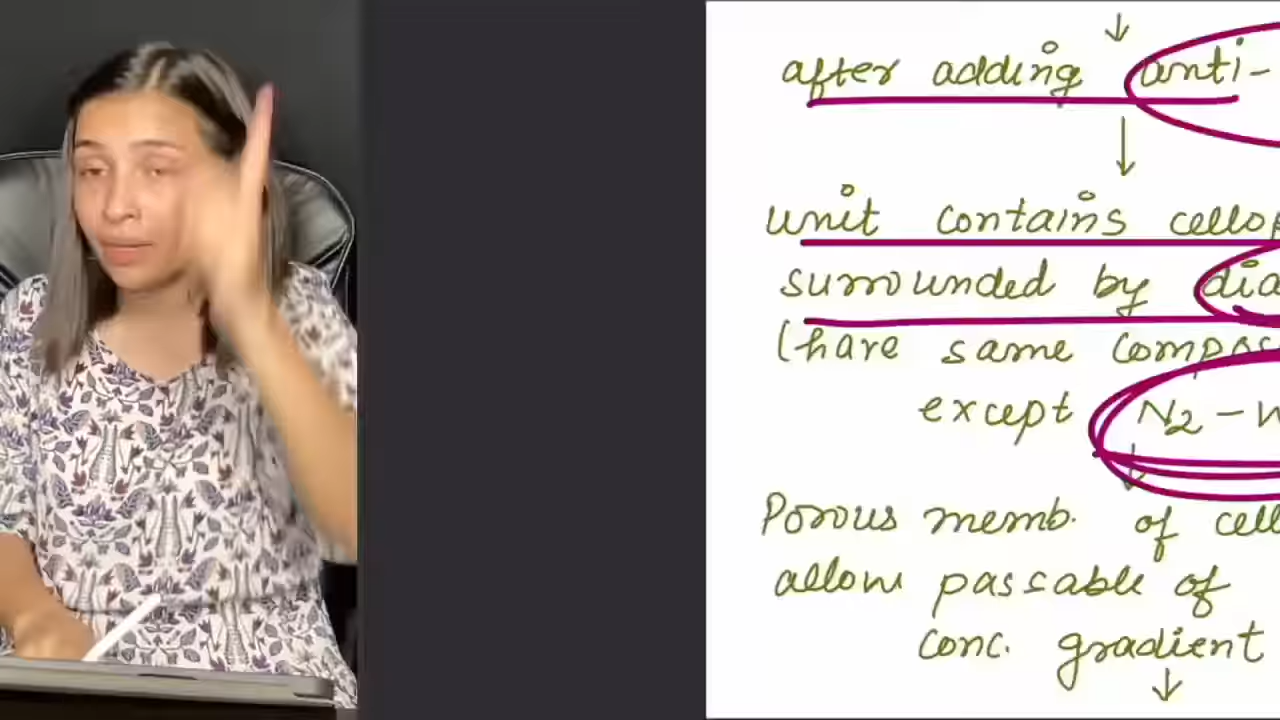 ↓
after adding anti-
↓
unit contains cellop
surrounded by dia
(have same compos
except N2-
↓
Porous memb. of cell
allow passable of
conc. gradient
↓